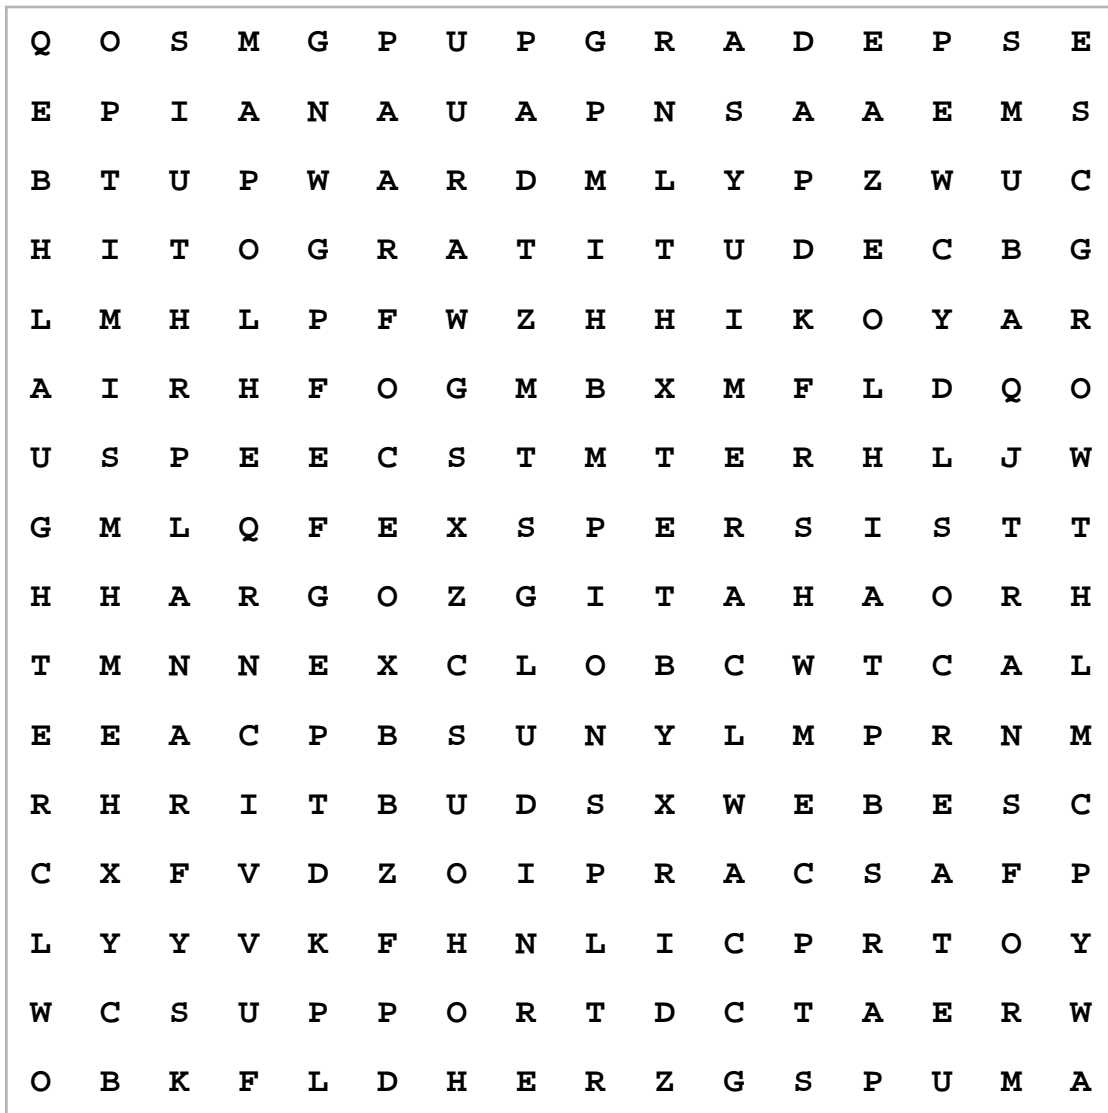 Q O S M G P U P G R A D E P S E
E P I A N A U A P N S A A E M S
B T U P W A R D M L Y P Z W U C
H I T O G R A T I T U D E C B G
L M H L P F W Z H H I K O Y A R
A I R H F O G M B X M F L D Q O
U S P E E C S T M T E R H L J W
G M L Q F E X S P E R S I S T T
H H A R G O Z G I T A H A O R H
T M N N E X C L O B C W T C A L
E E A C P B S U N Y L M P R N M
R H R I T B U D S X W E B E S C
C X F V D Z O I P R A C S A F P
L Y Y V K F H N L I C P R T O Y
W C S U P P O R T D C T A E R W
O B K F L D H E R Z G S P U M A